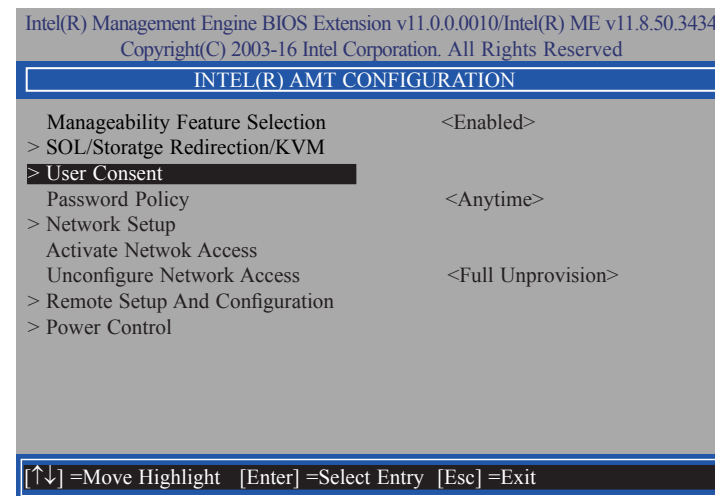 Intel(R) Management Engine BIOS Extension v11.0.0.0010/Intel(R) ME v11.8.50.3434
Copyright(C) 2003-16 Intel Corporation. All Rights Reserved
INTEL(R) AMT CONFIGURATION
Manageability Feature Selection <Enabled>
> SOL/Storatge Redirection/KVM
> User Consent
Password Policy <Anytime>
> Network Setup
Activate Netwok Access
Unconfigure Network Access <Full Unprovision>
> Remote Setup And Configuration
> Power Control
[↑↓] =Move Highlight [Enter] =Select Entry [Esc] =Exit